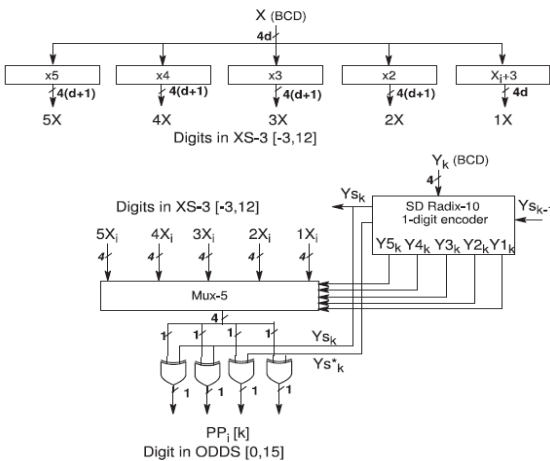 X (BCD)
4d
x5 x4 x3 x2 Xi+3
4(d+1) 4(d+1) 4(d+1) 4(d+1) 4d
5X 4X 3X 2X 1X
Digits in XS-3 [-3,12]
Yk (BCD)
4
Ysk
SD Radix-10
1-digit encoder
Ysk-1
Y5k Y4k Y3k Y2k Y1k
Digits in XS-3 [-3,12]
5Xi 4Xi 3Xi 2Xi 1Xi
4 4 4 4 4
Mux-5
4
1 1 1 1
Ysk
Ys*k
1 1 1 1
PPi [k]
Digit in ODDS [0,15]